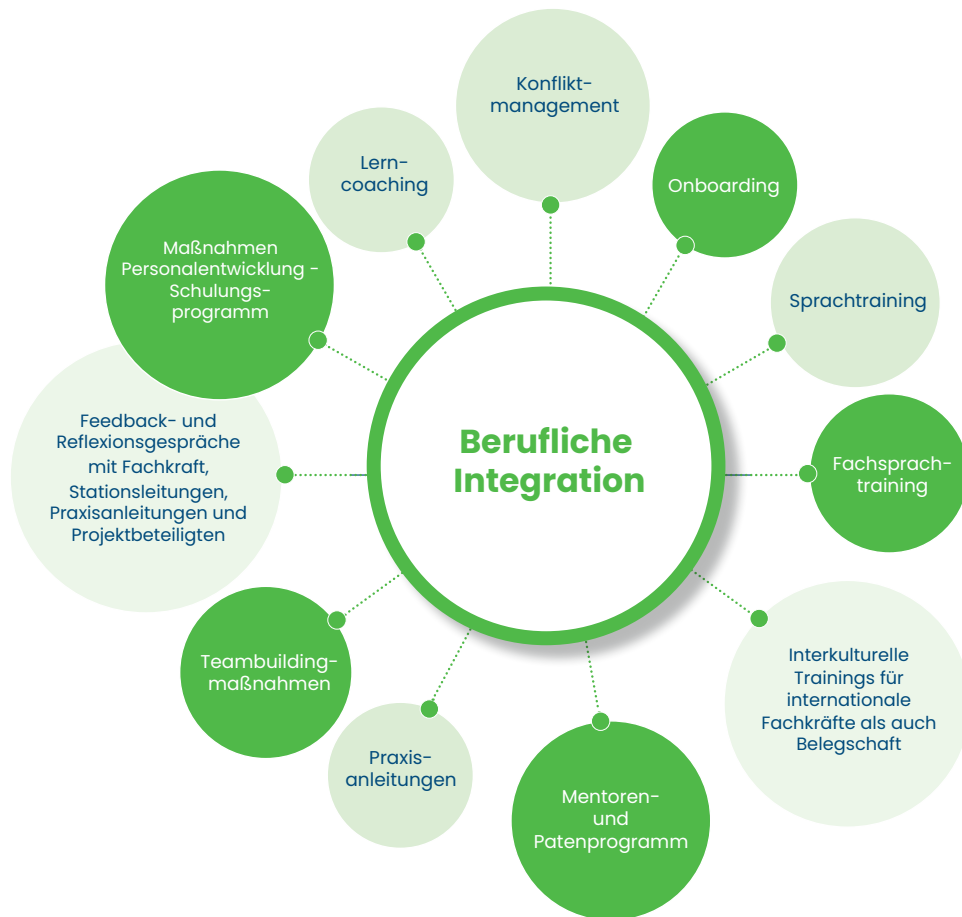 Konflikt-
management
Onboarding
Sprachtraining
Fachsprach-
training
Interkulturelle
Trainings für
internationale
Fachkräfte als auch
Belegschaft
Mentoren-
und
Patenprogramm
Praxis-
anleitungen
Teambuilding-
maßnahmen
Feedback- und
Reflexionsgespräche
mit Fachkraft,
Stationsleitungen,
Praxisanleitungen und
Projektbeteiligten
Maßnahmen
Personalentwicklung -
Schulungs-
programm
Lern-
coaching
Berufliche
Integration